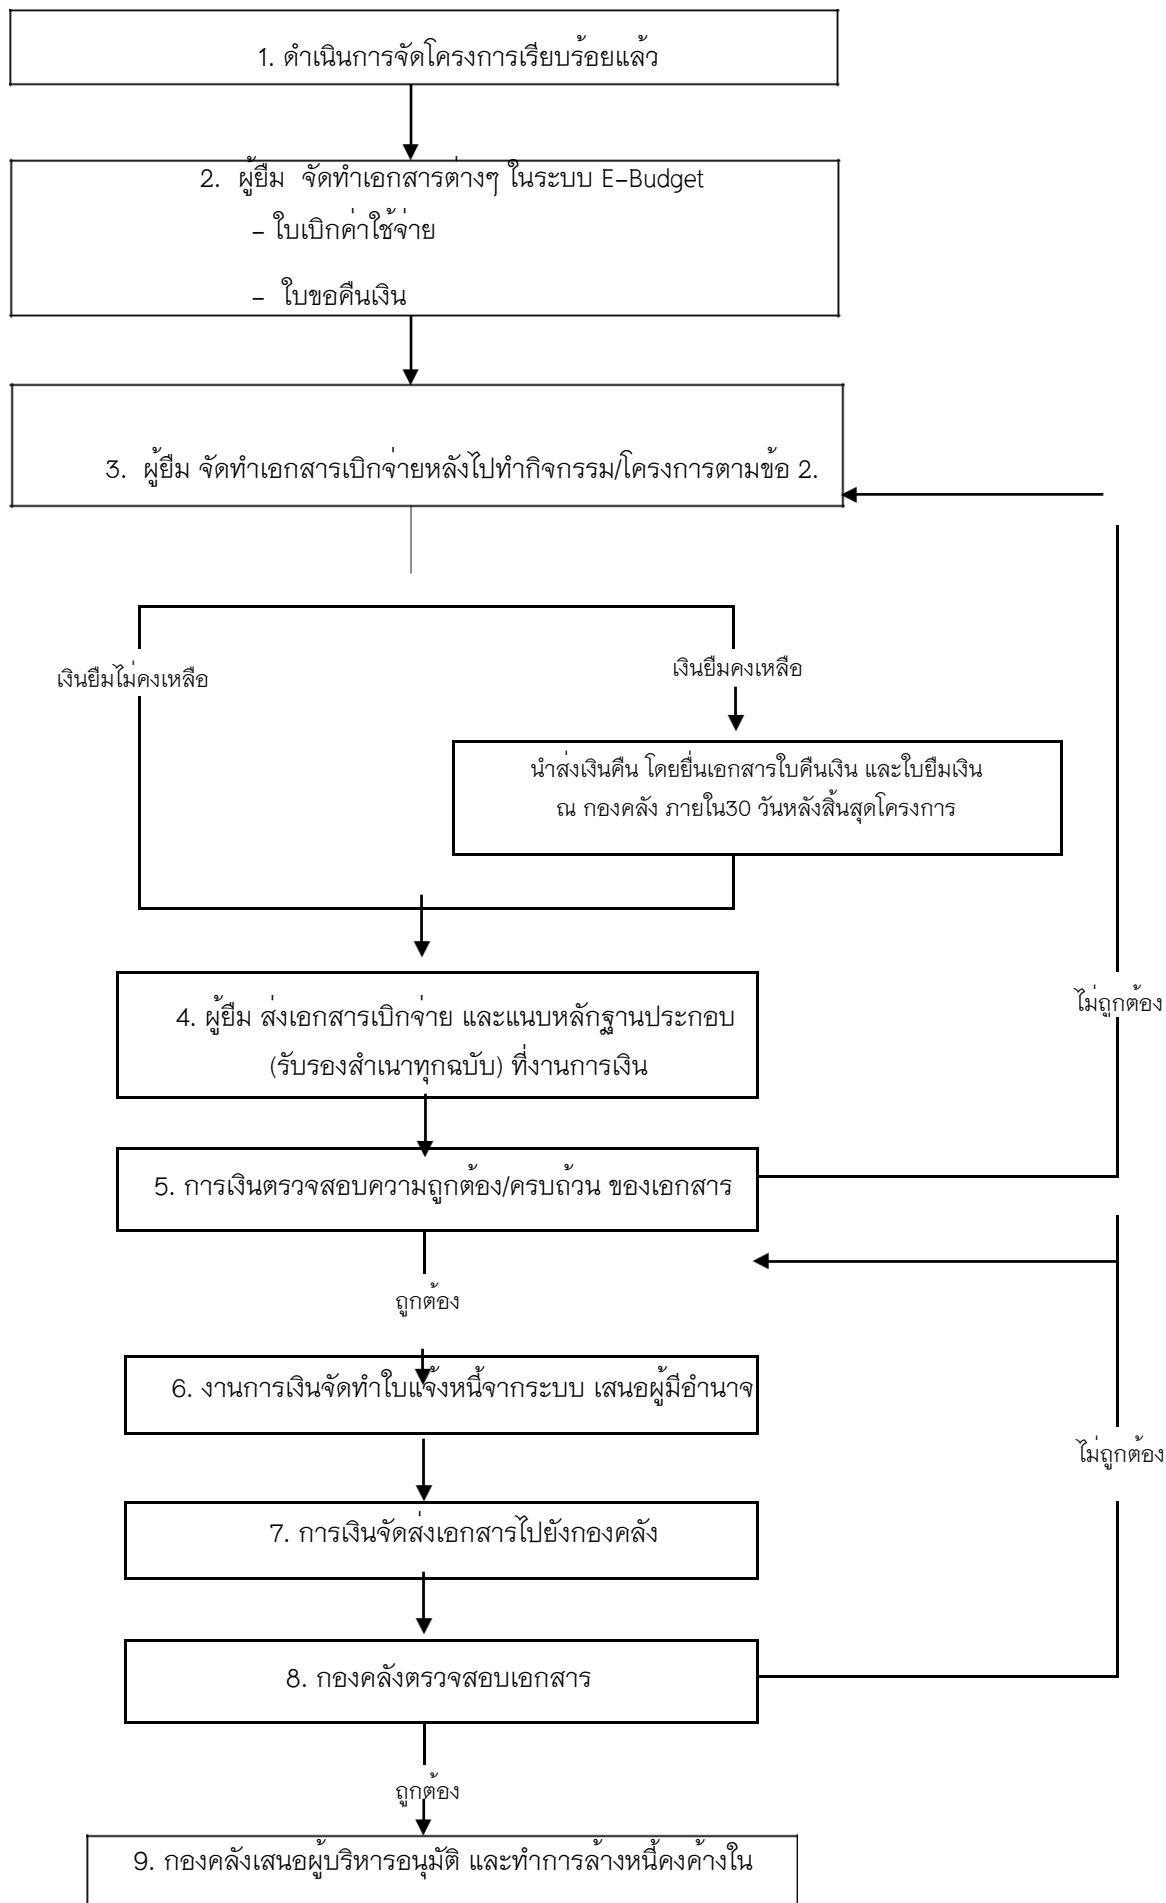 1. ดำเนินการจัดโครงการเรียบร้อยแล้ว
2. ผู้ยืม จัดทำเอกสารต่างๆ ในระบบ E-Budget
- ใบเบิกค่าใช้จ่าย
- ใบขอคืนเงิน
3. ผู้ยืม จัดทำเอกสารเบิกจ่ายหลังไปทำกิจกรรม/โครงการตามข้อ 2.
เงินยืมไม่คงเหลือ
เงินยืมคงเหลือ
นำส่งเงินคืน โดยยื่นเอกสารใบคืนเงิน และใบยืมเงิน
ณ กองคลัง ภายใน30 วันหลังสิ้นสุดโครงการ
4. ผู้ยืม ส่งเอกสารเบิกจ่าย และแนบหลักฐานประกอบ
(รับรองสำเนาทุกฉบับ) ที่งานการเงิน
ไม่ถูกต้อง
5. การเงินตรวจสอบความถูกต้อง/ครบถ้วน ของเอกสาร
ถูกต้อง
6. งานการเงินจัดทำใบแจ้งหนี้จากระบบ เสนอผู้มีอำนาจ
ไม่ถูกต้อง
7. การเงินจัดส่งเอกสารไปยังกองคลัง
8. กองคลังตรวจสอบเอกสาร
ถูกต้อง
9. กองคลังเสนอผู้บริหารอนุมัติ และทำการล้างหนี้คงค้างใน